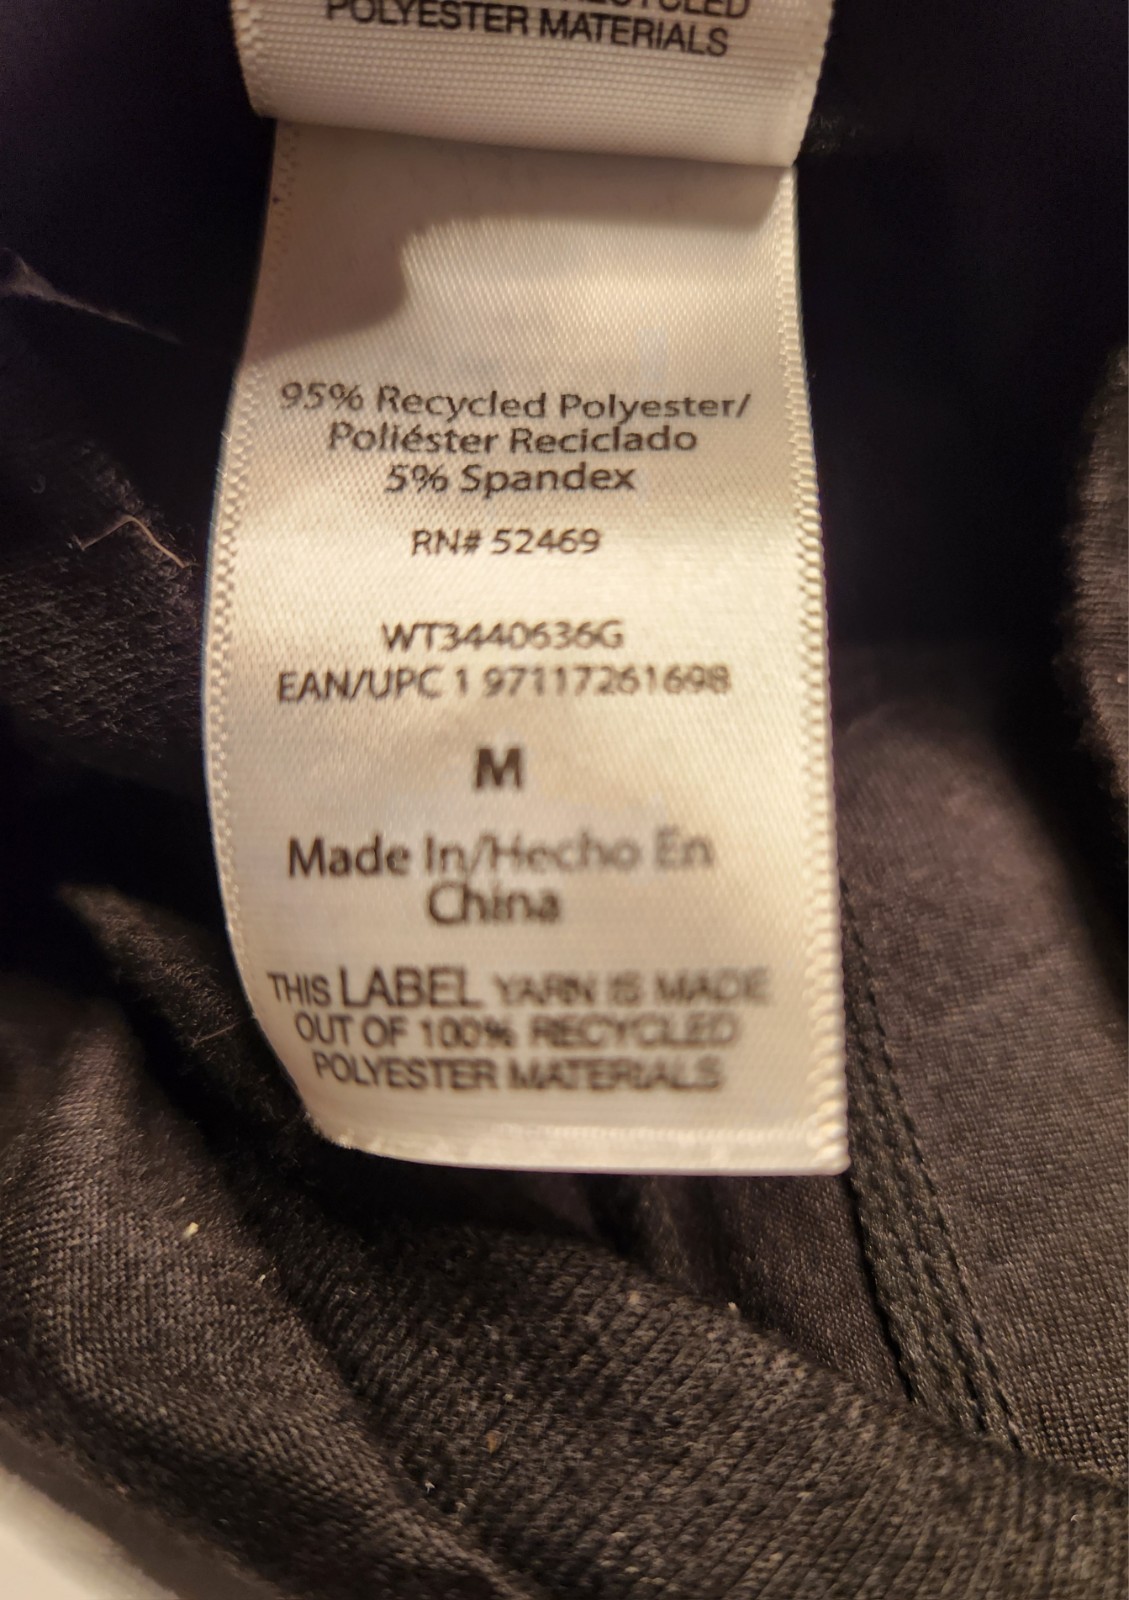 RECYCLED
POLYESTER MATERIALS
95% Recycled Polyester/
Poliéster Reciclado
5% Spandex
RN# 52469
WT3440636G
EAN/UPC 1 97117261698
M
Made In/Hecho En
China
THIS LABEL YARN IS MADE
OUT OF 100% RECYCLED
POLYESTER MATERIALS